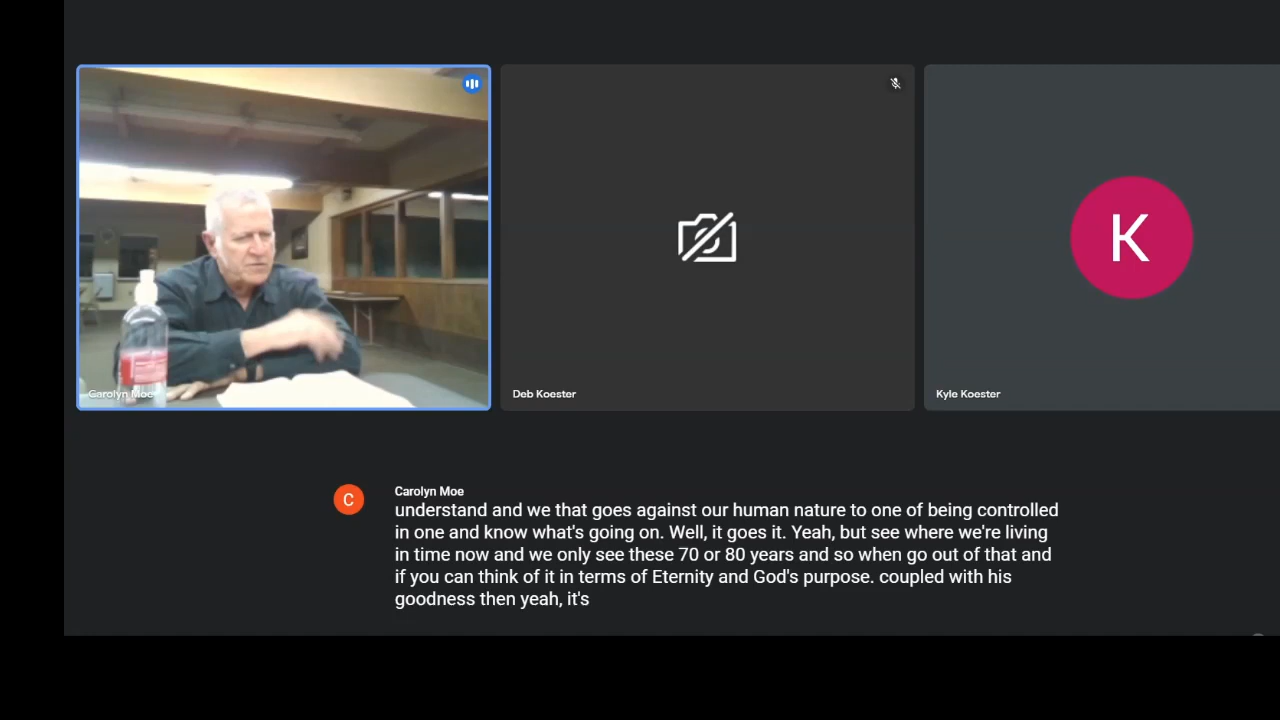 Carolyn Moe
Deb Koester
K
Kyle Koester
C
Carolyn Moe
understand and we that goes against our human nature to one of being controlled
in one and know what's going on. Well, it goes it. Yeah, but see where we're living
in time now and we only see these 70 or 80 years and so when go out of that and
if you can think of it in terms of Eternity and God's purpose. coupled with his
goodness then yeah, it's